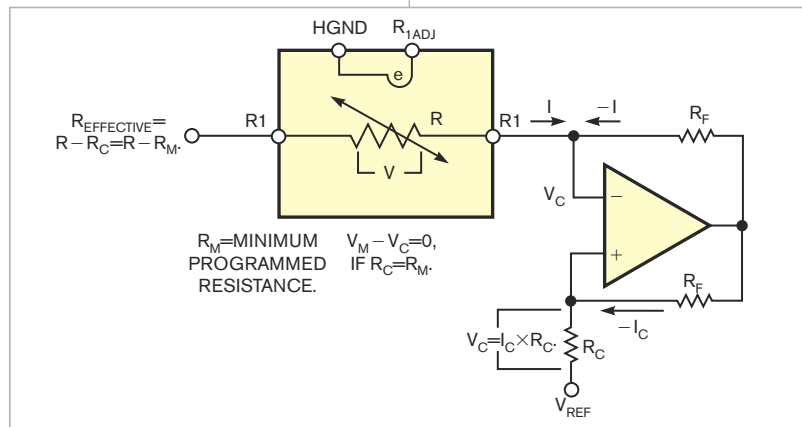 HGND R1ADJ
e
REFFECTIVE=
R−RC=R−RM.
R1
R
R1
V
I
−I
RF
VC
−
+
RM=MINIMUM
PROGRAMMED
RESISTANCE.
VM−VC=0,
IF RC=RM.
RF
−IC
VC=IC×RC.
RC
VREF